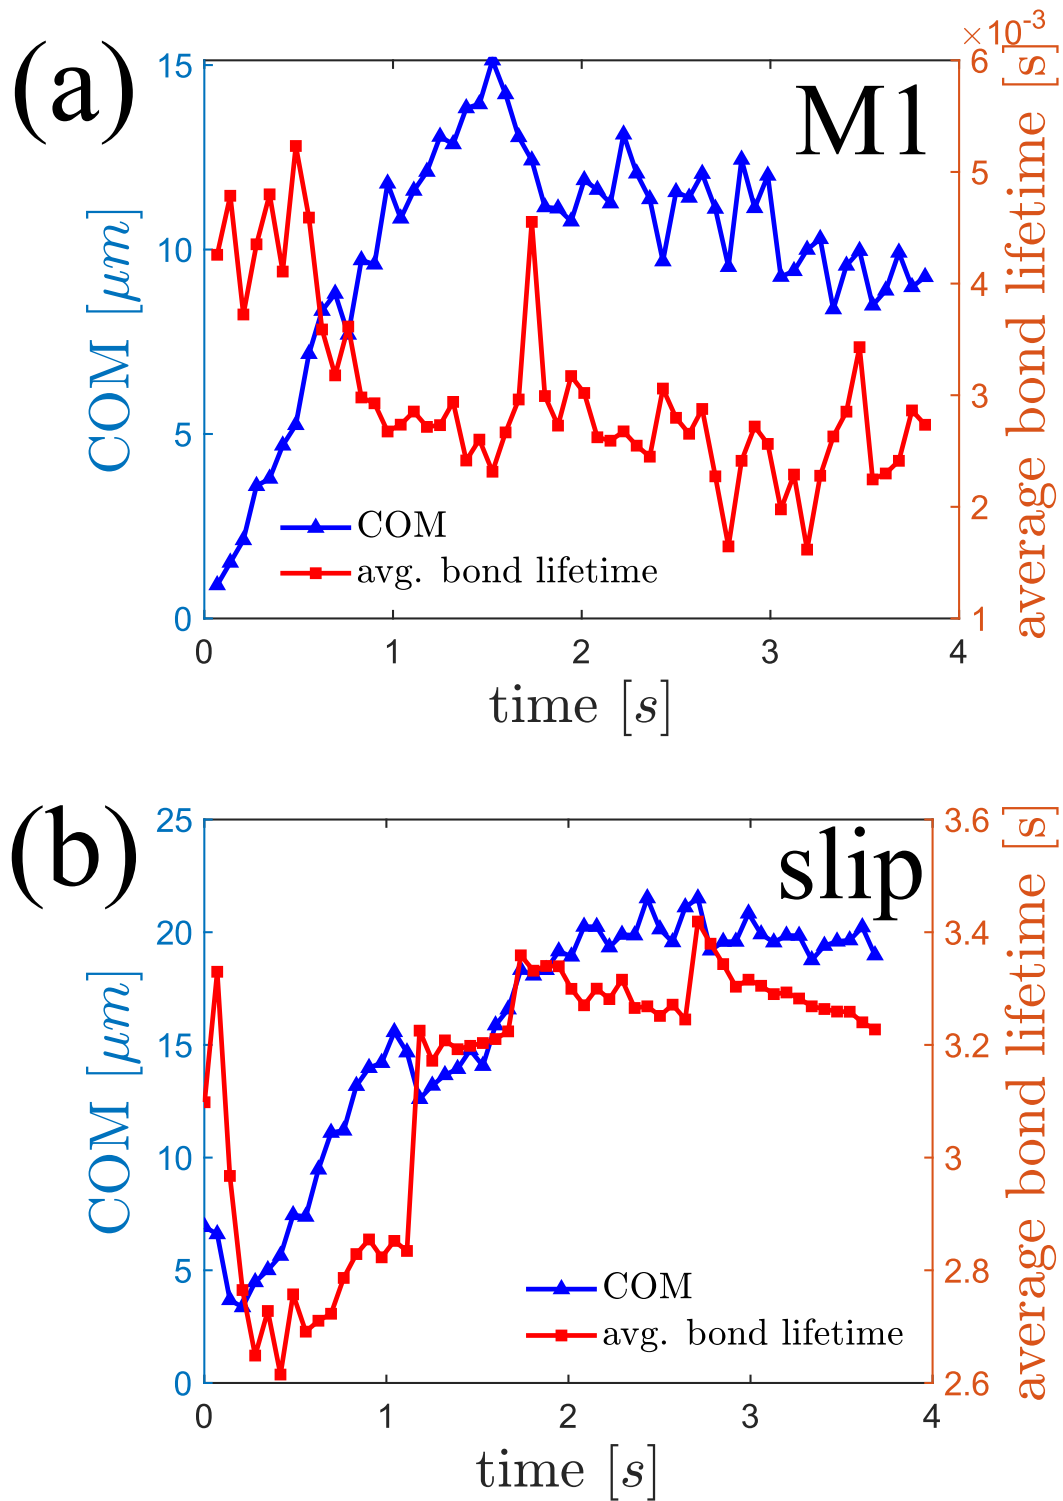 (a)
M1
×10⁻³
COM [μm]
15
10
5
0
6
5
4
3
2
1
average bond lifetime [s]
COM
avg. bond lifetime
0 1 2 3 4
time [s]
(b)
slip
COM [μm]
25
20
15
10
5
0
3.6
3.4
3.2
3
2.8
2.6
average bond lifetime [s]
COM
avg. bond lifetime
0 1 2 3 4
time [s]